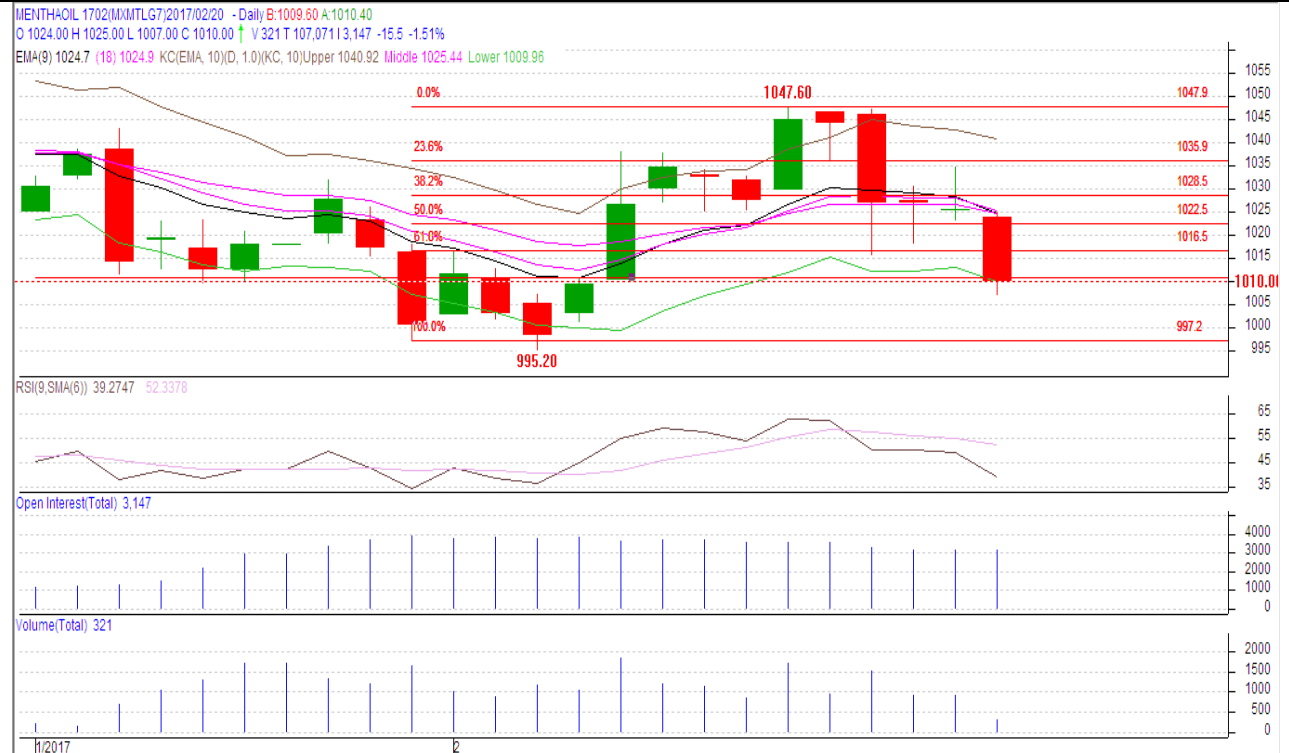 MENTHAOIL 1702(MXMTLG7)2017/02/20 - Daily B:1009.60 A:1010.40
O 1024.00 H 1025.00 L 1007.00 C 1010.00 V 321 T 107,071 I 3,147 -15.5 -1.51%
EMA(9) 1024.7 (18) 1024.9 KC(EMA, 10)(D, 1.0)(KC, 10)Upper 1040.92 Middle 1025.44 Lower 1009.96
1055
0.0% 1047.60 1047.9 1050
1045
1040
23.6% 1035.9 1035
38.2% 1028.5 1030
1025
50.0% 1022.5 1020
61.0% 1016.5 1015
1010.00
1005
100.0% 997.2 1000
995
995.20
RSI(9,SMA(6)) 39.2747 52.3378
65
55
45
35
Open Interest(Total) 3,147
4000
3000
2000
1000
0
Volume(Total) 321
2000
1500
1000
500
0
1/2017 2